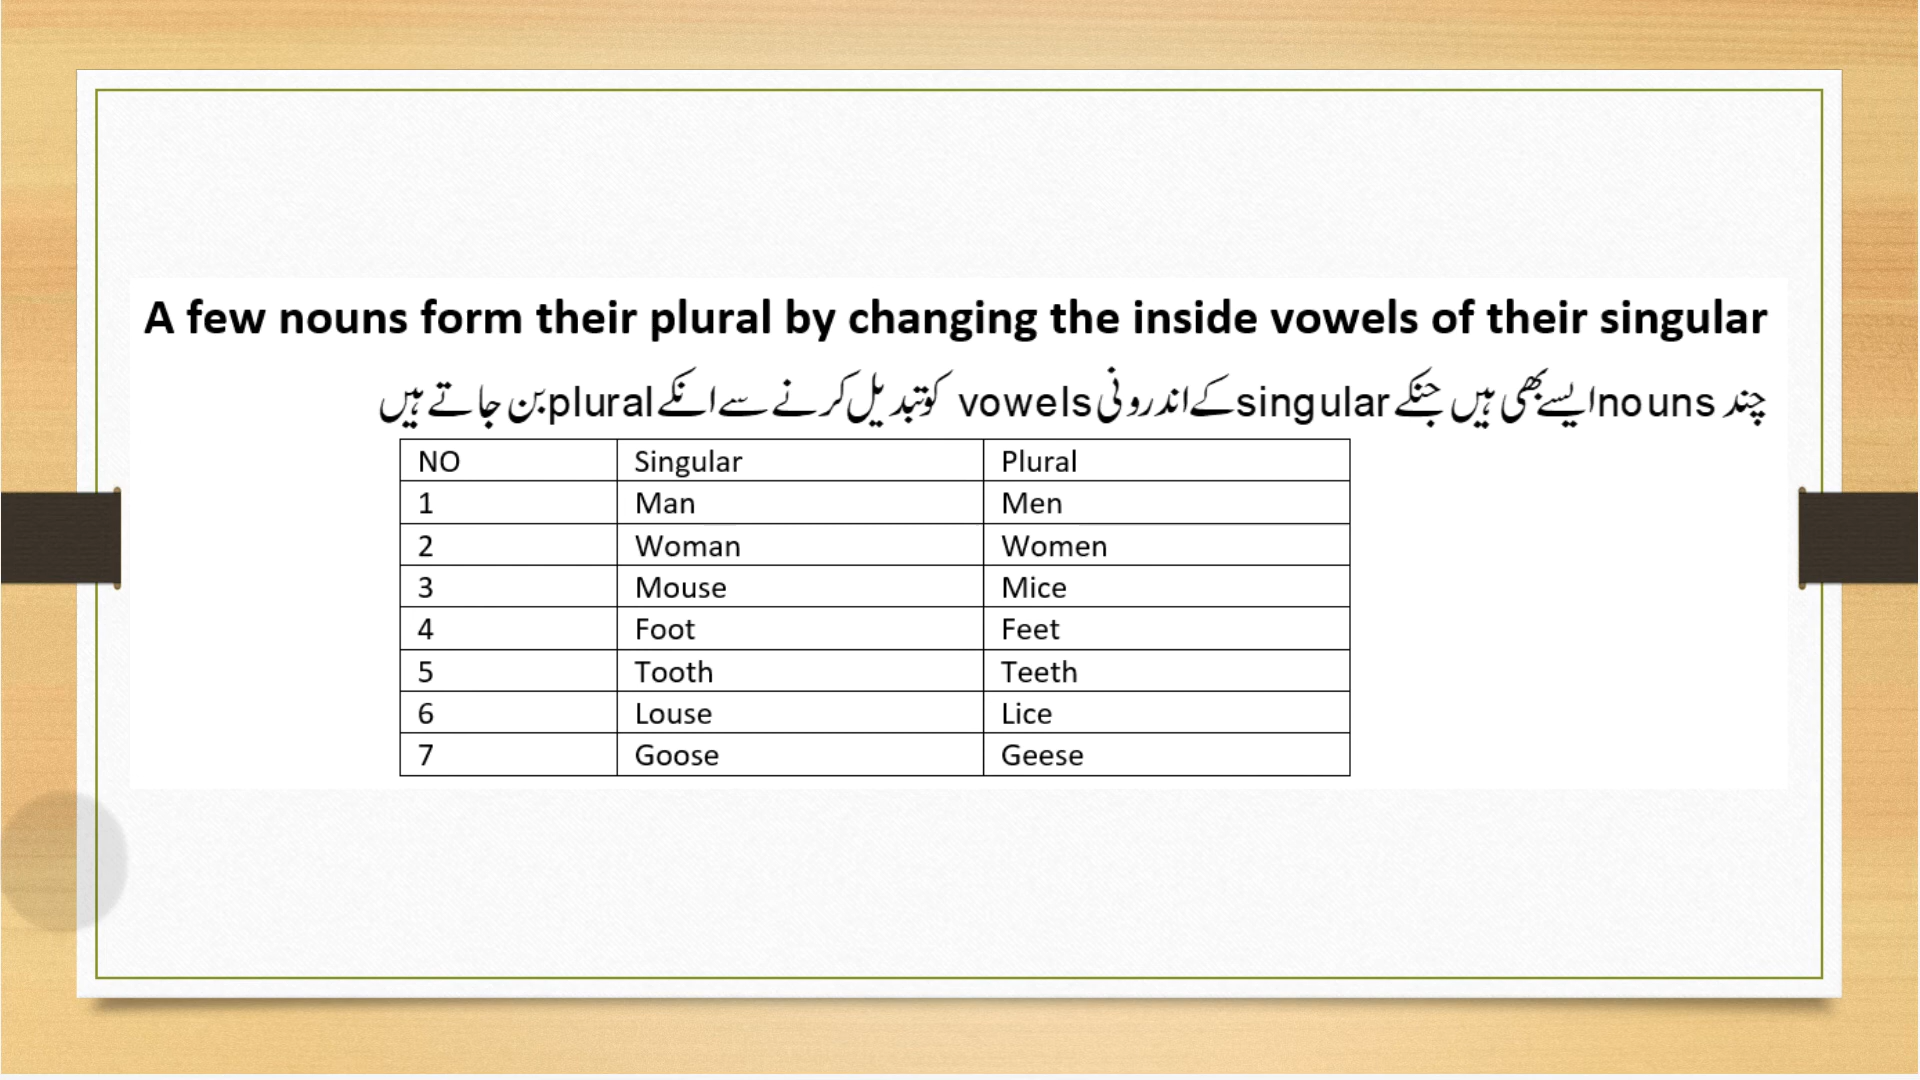 A few nouns form their plural by changing the inside vowels of their singular
چند nouns ایسے بھی ہیں جنکے singular کے اندرونی vowels کو تبدیل کرنے سے انکے plural بن جاتے ہیں
NO Singular Plural
1 Man Men
2 Woman Women
3 Mouse Mice
4 Foot Feet
5 Tooth Teeth
6 Louse Lice
7 Goose Geese